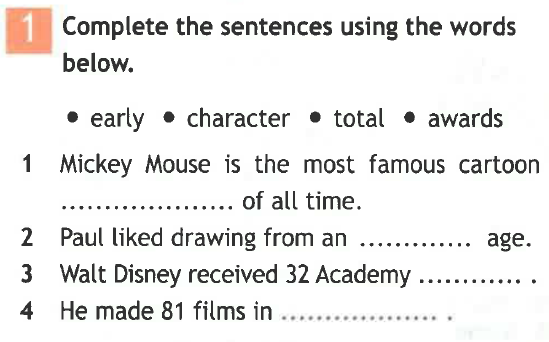 1 Complete the sentences using the words
below.
• early • character • total • awards
1 Mickey Mouse is the most famous cartoon
.................... of all time.
2 Paul liked drawing from an ............. age.
3 Walt Disney received 32 Academy ............ .
4 He made 81 films in ................... .